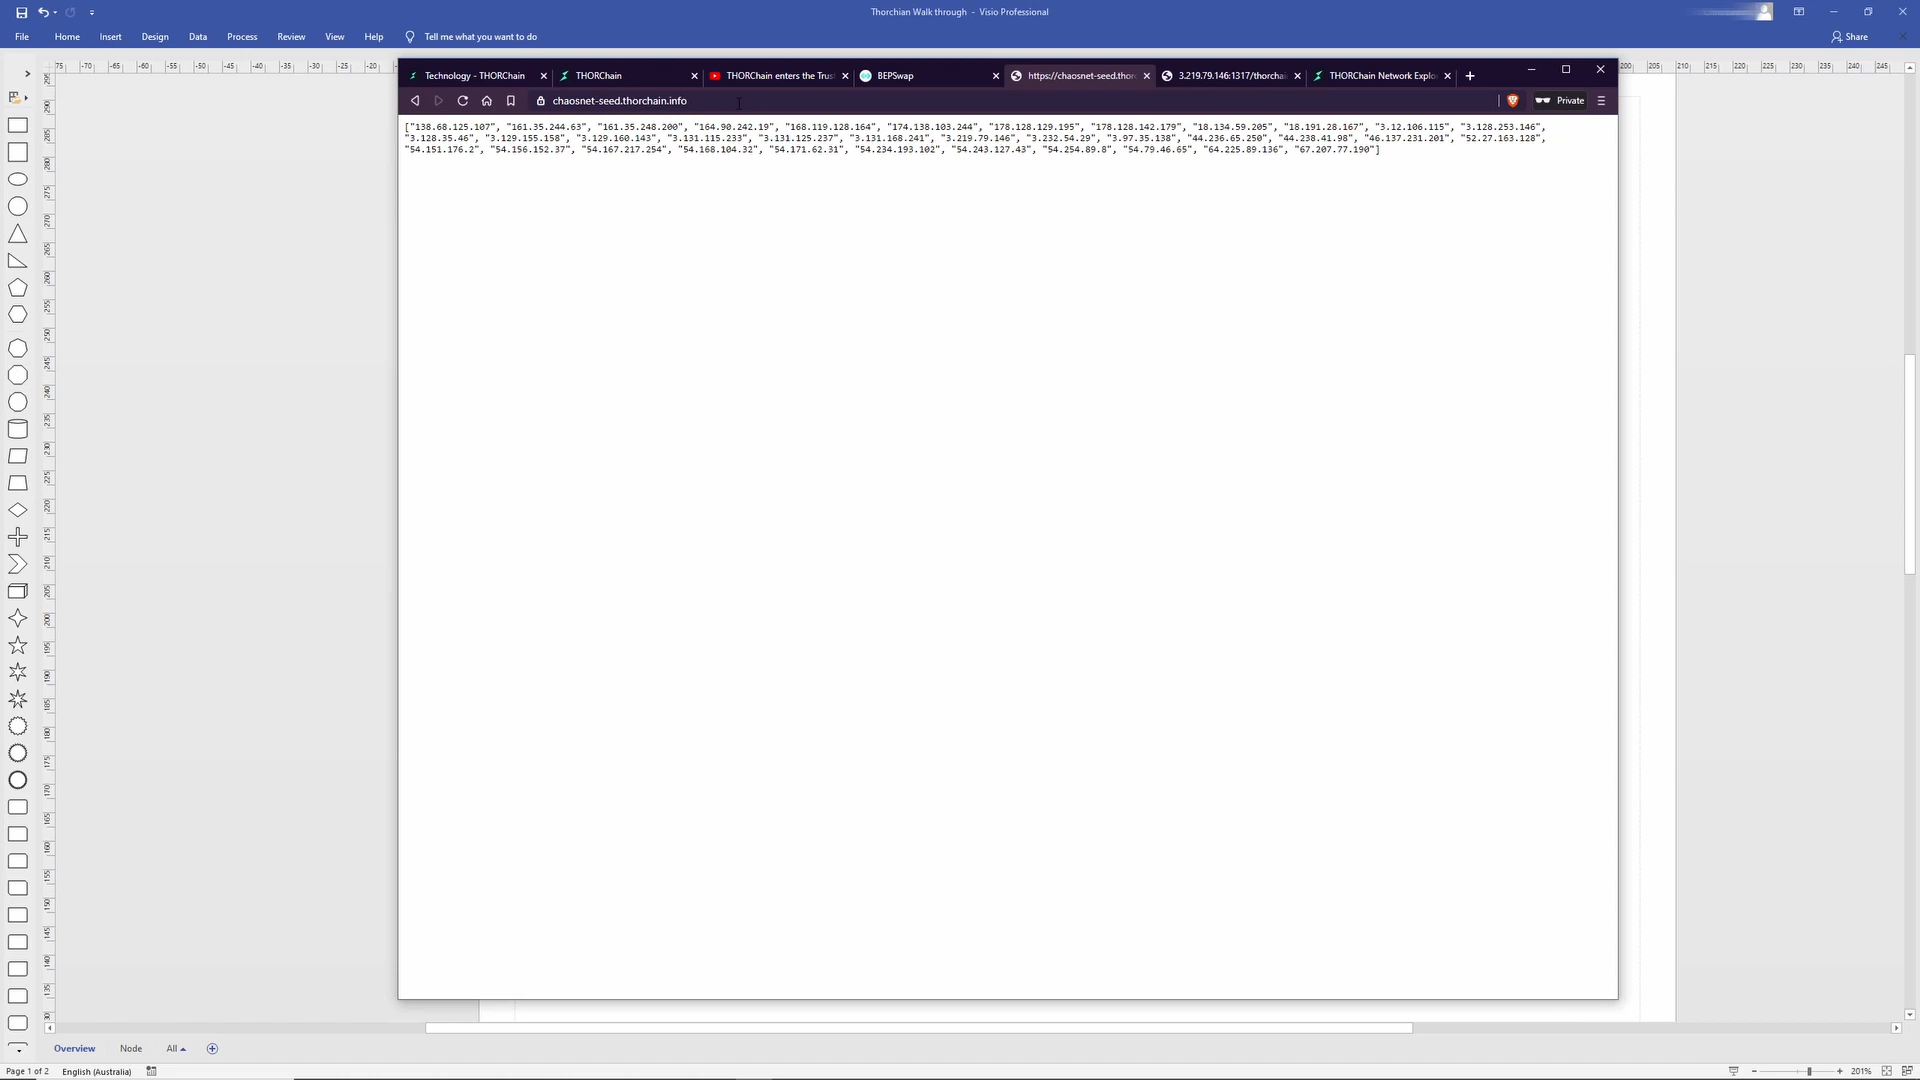 Thorchian Walk through - Visio Professional
File Home Insert Design Data Process Review View Help Tell me what you want to do Share
Technology - THORChain THORChain THORChain enters the Trus BEPSwap https://chaosnet-seed.thor 3.219.79.146:1317/thorchai THORChain Network Explo
chaosnet-seed.thorchain.info Private
["138.68.125.107", "161.35.244.63", "161.35.248.200", "164.90.242.19", "168.119.128.164", "174.138.103.244", "178.128.129.195", "178.128.142.179", "18.134.59.205", "18.191.28.167", "3.12.106.115", "3.128.253.146",
"3.128.35.46", "3.129.155.158", "3.129.160.143", "3.131.115.233", "3.131.125.237", "3.131.168.241", "3.219.79.146", "3.232.54.29", "3.97.35.138", "44.236.65.250", "44.238.41.98", "46.137.231.201", "52.27.163.128",
"54.151.176.2", "54.156.152.37", "54.167.217.254", "54.168.104.32", "54.171.62.31", "54.234.193.102", "54.243.127.43", "54.254.89.8", "54.79.46.65", "64.225.89.136", "67.207.77.190"]
Overview Node All
Page 1 of 2 English (Australia) 201%